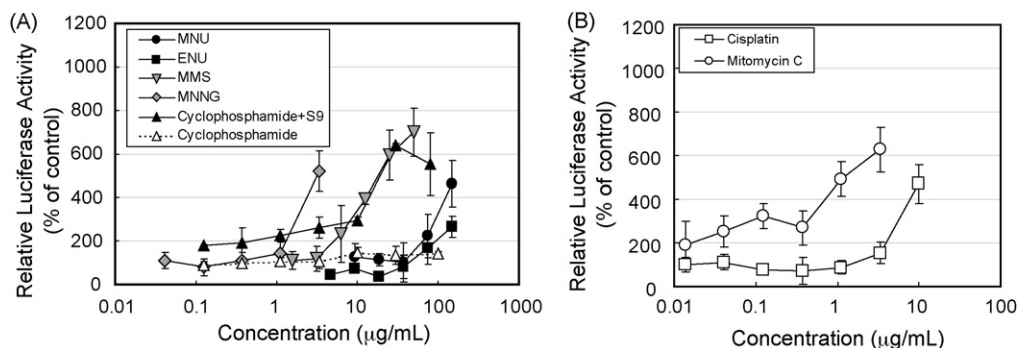 (A)
Relative Luciferase Activity
(% of control)
1200
1000
800
600
400
200
0
MNU
ENU
MMS
MNNG
Cyclophosphamide+S9
Cyclophosphamide
0.01 0.1 1 10 100 1000
Concentration (μg/mL)
(B)
Relative Luciferase Activity
(% of control)
1200
1000
800
600
400
200
0
Cisplatin
Mitomycin C
0.01 0.1 1 10 100
Concentration (μg/mL)